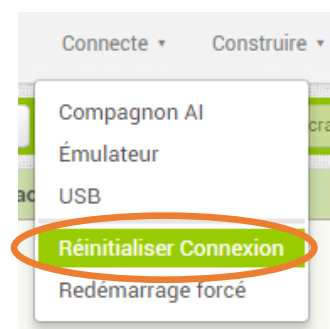 Connecte Construire
Compagnon AI
Émulateur
USB
Réinitialiser Connexion
Redémarrage forcé